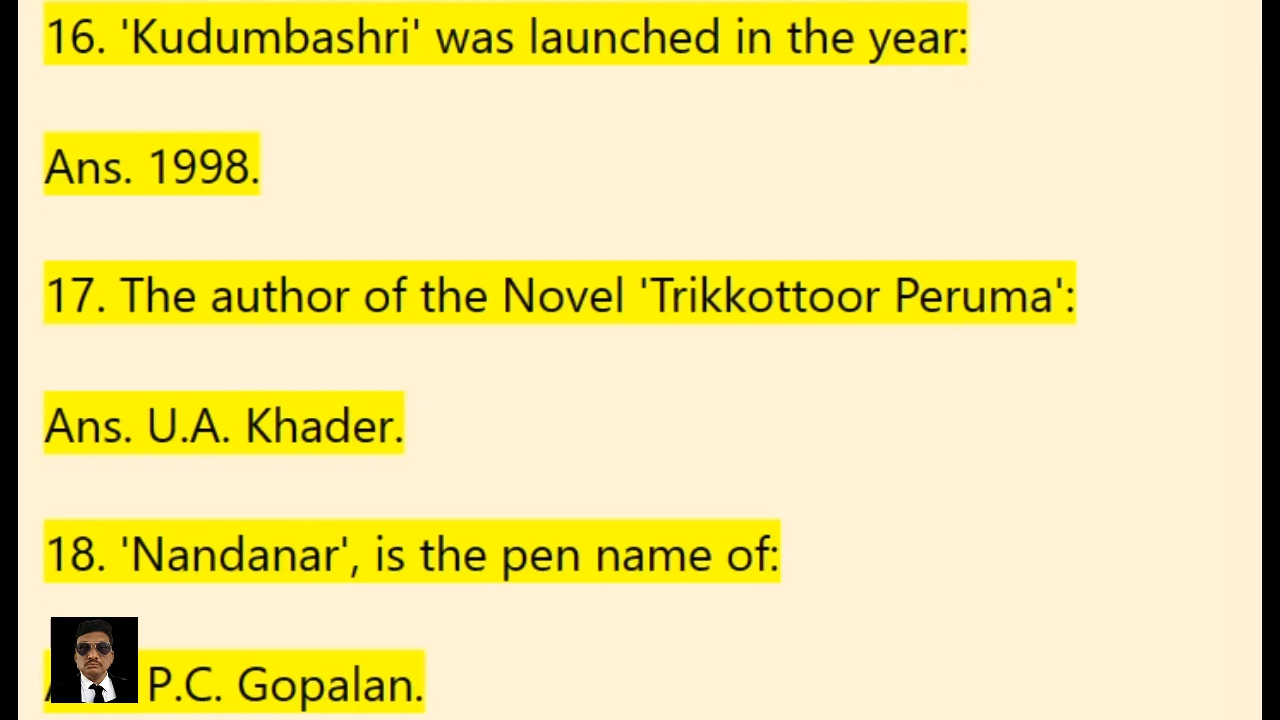 16. 'Kudumbashri' was launched in the year:
Ans. 1998.
17. The author of the Novel 'Trikkottoor Peruma':
Ans. U.A. Khader.
18. 'Nandanar', is the pen name of:
P.C. Gopalan.